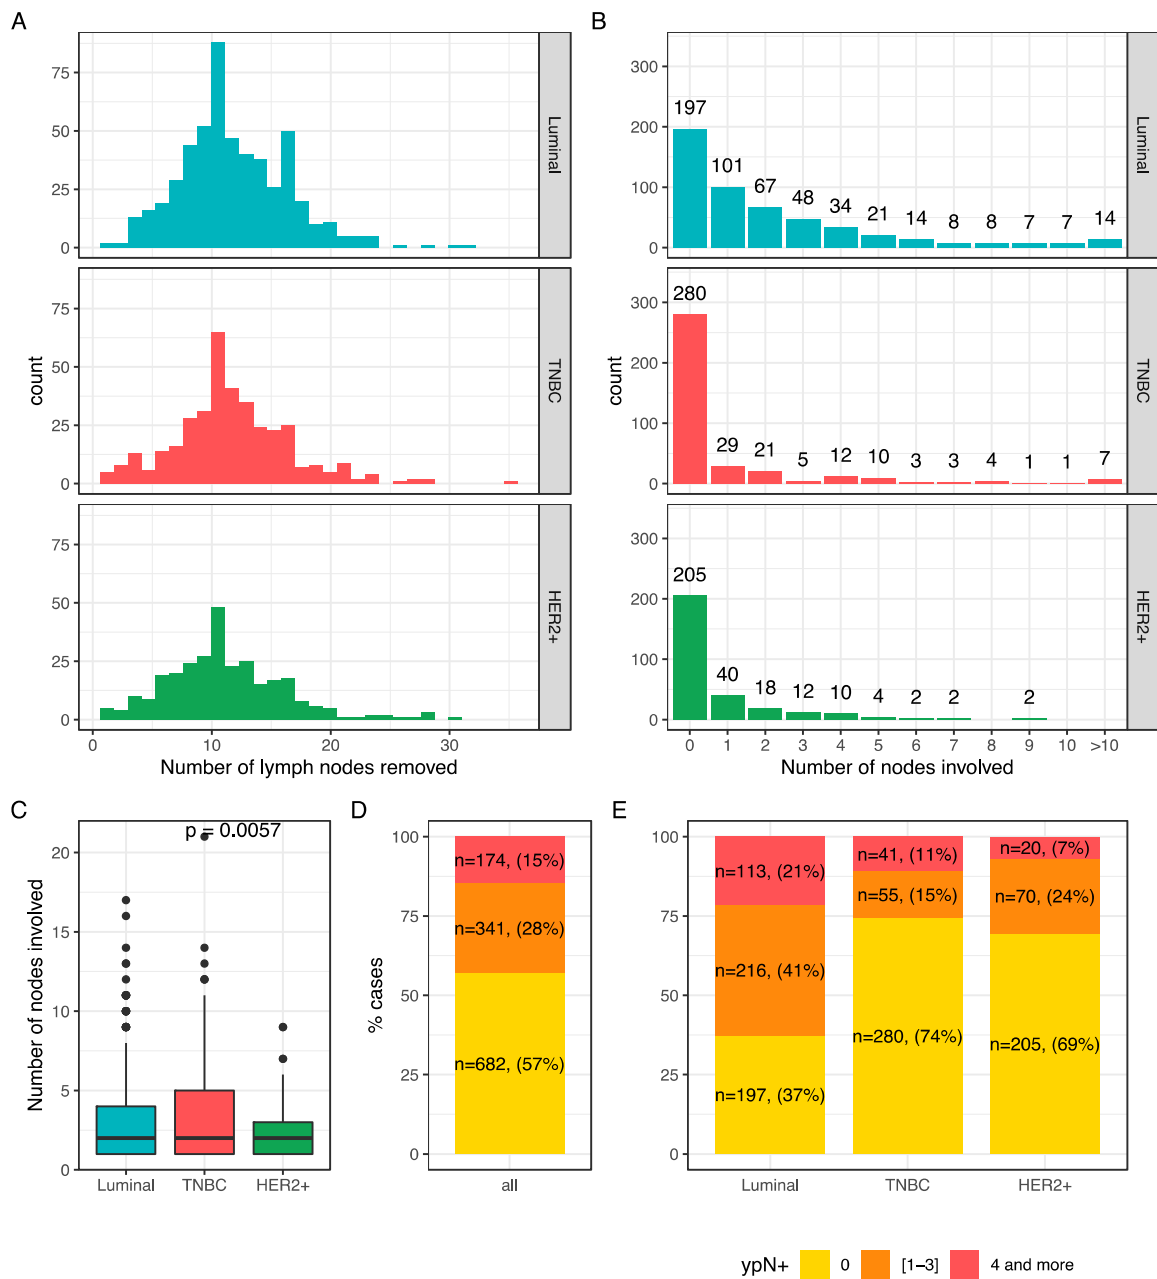 A
75
50
25
0
Luminal
75
50
25
0
TNBC
75
50
25
0
HER2+
count
0 10 20 30
Number of lymph nodes removed
B
300
200
100
0
197 101 67 48 34 21 14 8 8 7 7 14
Luminal
300
200
100
0
280 29 21 5 12 10 3 3 4 1 1 7
TNBC
300
200
100
0
205 40 18 12 10 4 2 2 2
HER2+
count
0 1 2 3 4 5 6 7 8 9 10 >10
Number of nodes involved
C
p = 0.0057
20
15
10
5
0
Number of nodes involved
Luminal TNBC HER2+
D
100
75
50
25
0
% cases
n=174, (15%)
n=341, (28%)
n=682, (57%)
all
E
100
75
50
25
0
n=113, (21%)
n=216, (41%)
n=197, (37%)
n=41, (11%)
n=55, (15%)
n=280, (74%)
n=20, (7%)
n=70, (24%)
n=205, (69%)
Luminal TNBC HER2+
ypN+ 0 [1–3] 4 and more